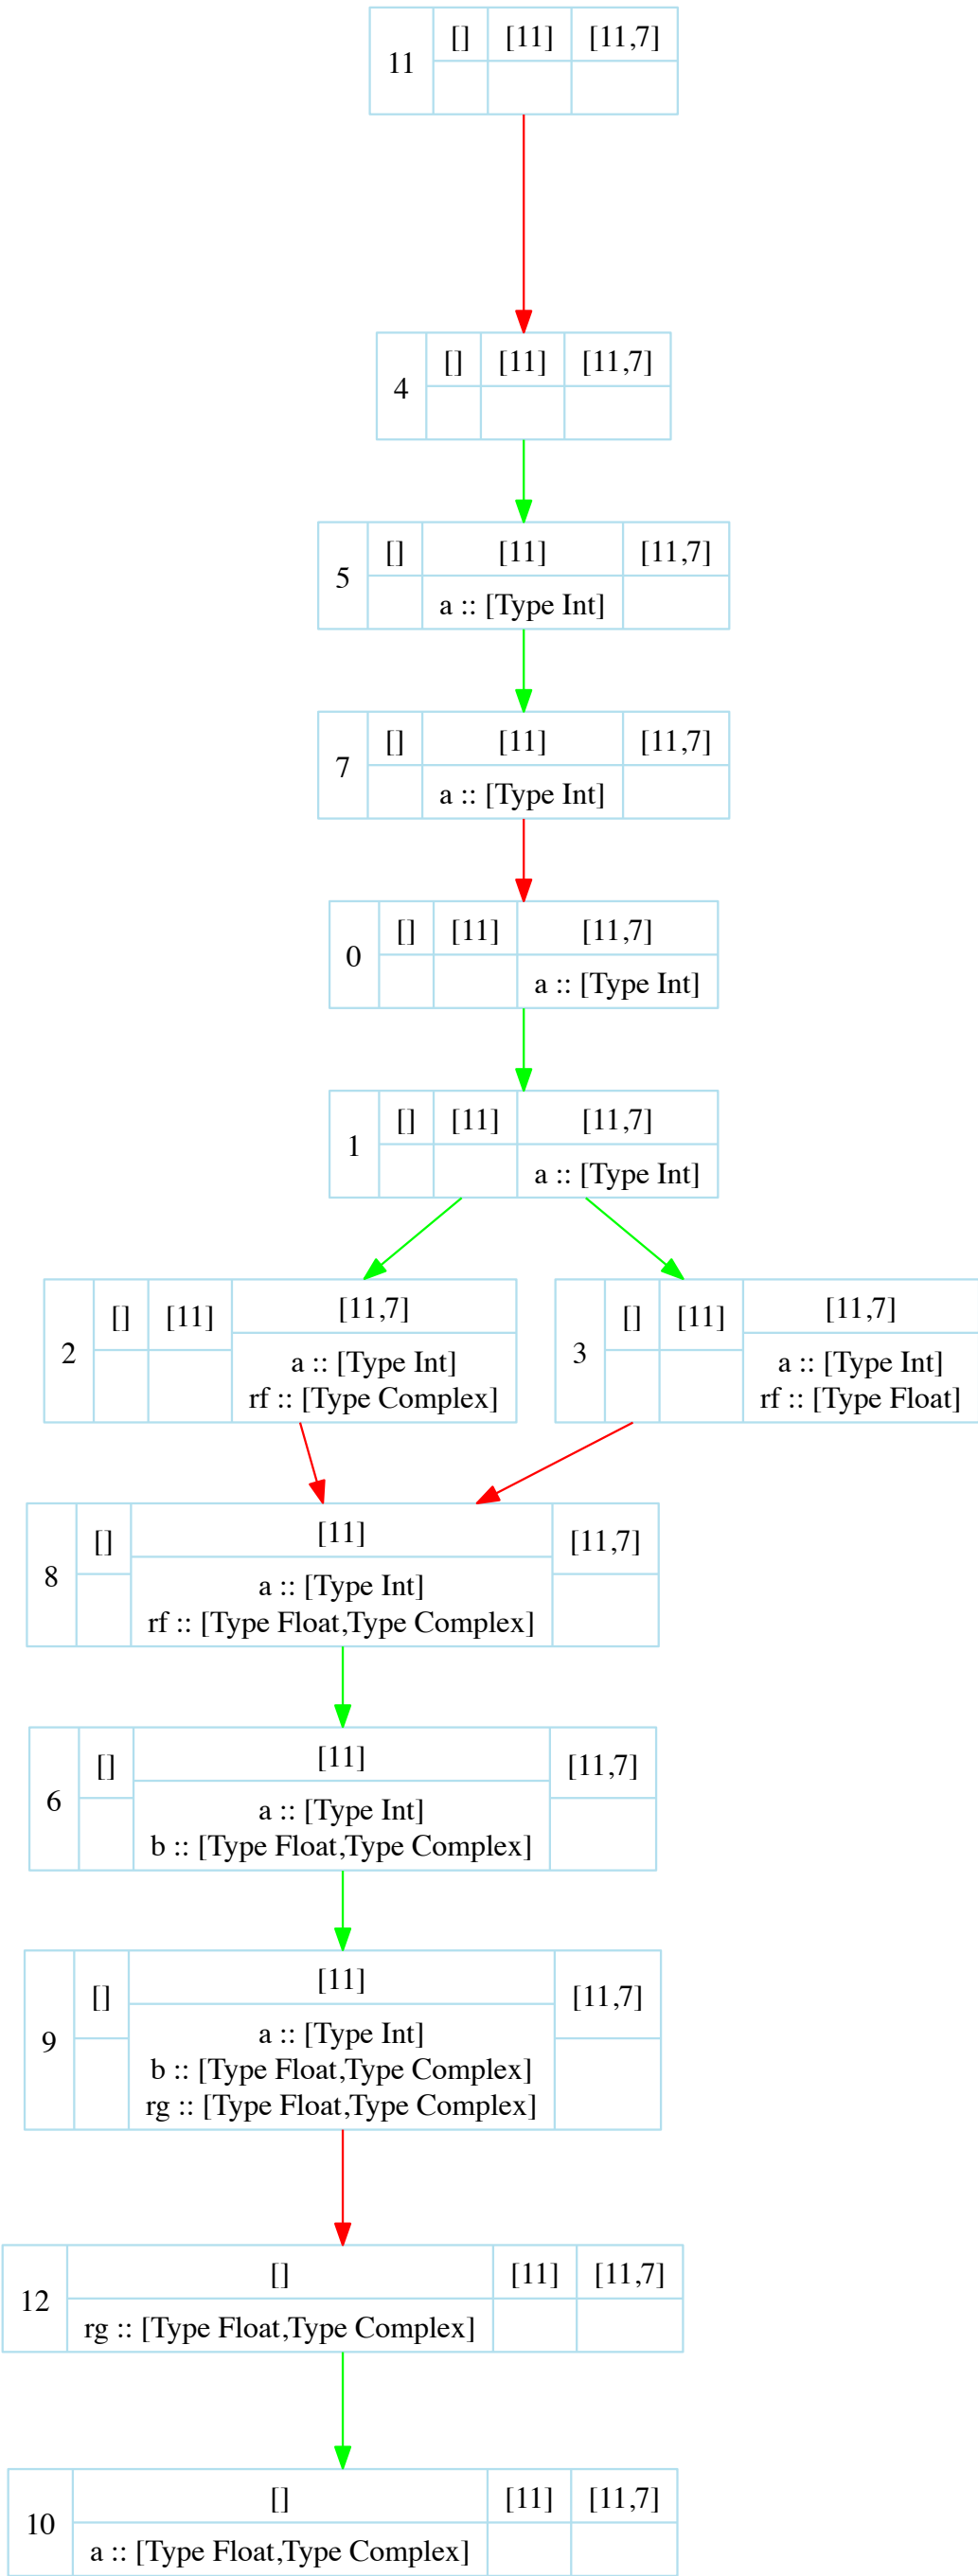 11 [] [11] [11,7]
4 [] [11] [11,7]
5 [] [11] [11,7]
a :: [Type Int]
7 [] [11] [11,7]
a :: [Type Int]
0 [] [11] [11,7]
a :: [Type Int]
1 [] [11] [11,7]
a :: [Type Int]
2 [] [11] [11,7]
a :: [Type Int]
rf :: [Type Complex]
3 [] [11] [11,7]
a :: [Type Int]
rf :: [Type Float]
8 [] [11] [11,7]
a :: [Type Int]
rf :: [Type Float,Type Complex]
6 [] [11] [11,7]
a :: [Type Int]
b :: [Type Float,Type Complex]
9 [] [11] [11,7]
a :: [Type Int]
b :: [Type Float,Type Complex]
rg :: [Type Float,Type Complex]
12 [] [11] [11,7]
rg :: [Type Float,Type Complex]
10 [] [11] [11,7]
a :: [Type Float,Type Complex]